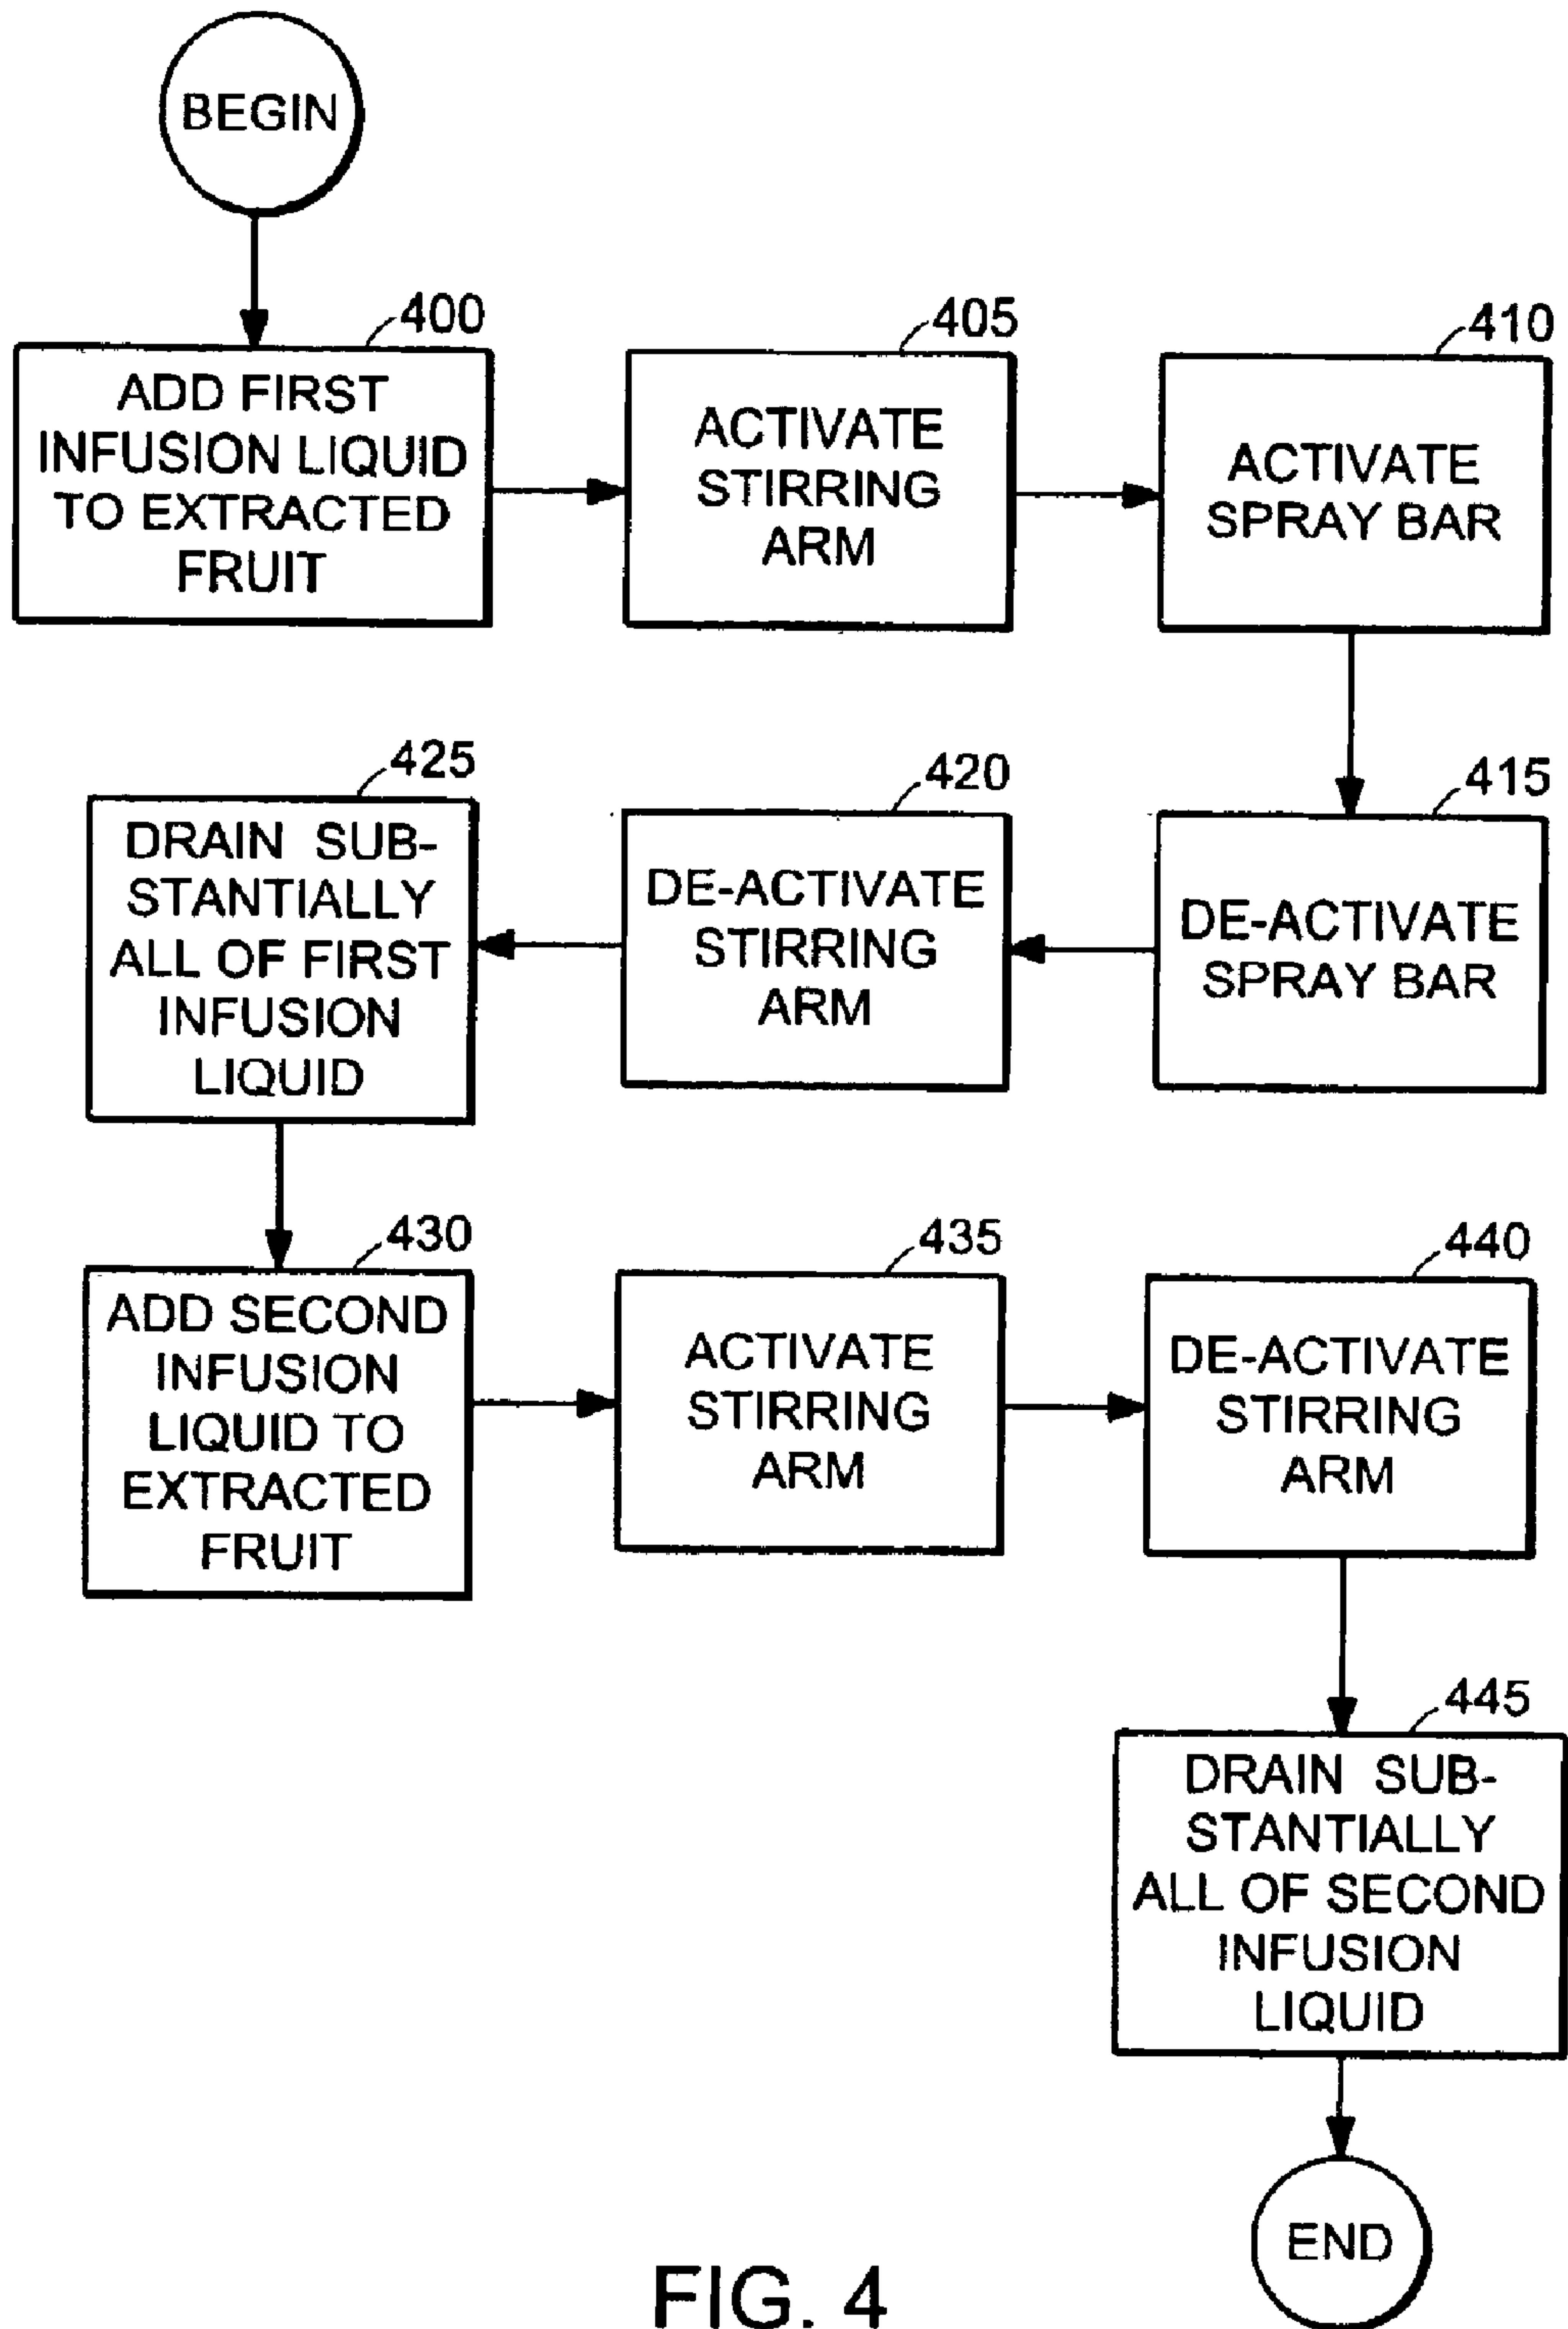 BEGIN
400
ADD FIRST
INFUSION LIQUID
TO EXTRACTED
FRUIT
405
ACTIVATE
STIRRING
ARM
410
ACTIVATE
SPRAY BAR
415
DE-ACTIVATE
SPRAY BAR
420
DE-ACTIVATE
STIRRING
ARM
425
DRAIN SUB-
STANTIALLY
ALL OF FIRST
INFUSION
LIQUID
430
ADD SECOND
INFUSION
LIQUID TO
EXTRACTED
FRUIT
435
ACTIVATE
STIRRING
ARM
440
DE-ACTIVATE
STIRRING
ARM
445
DRAIN SUB-
STANTIALLY
ALL OF SECOND
INFUSION
LIQUID
END
FIG. 4